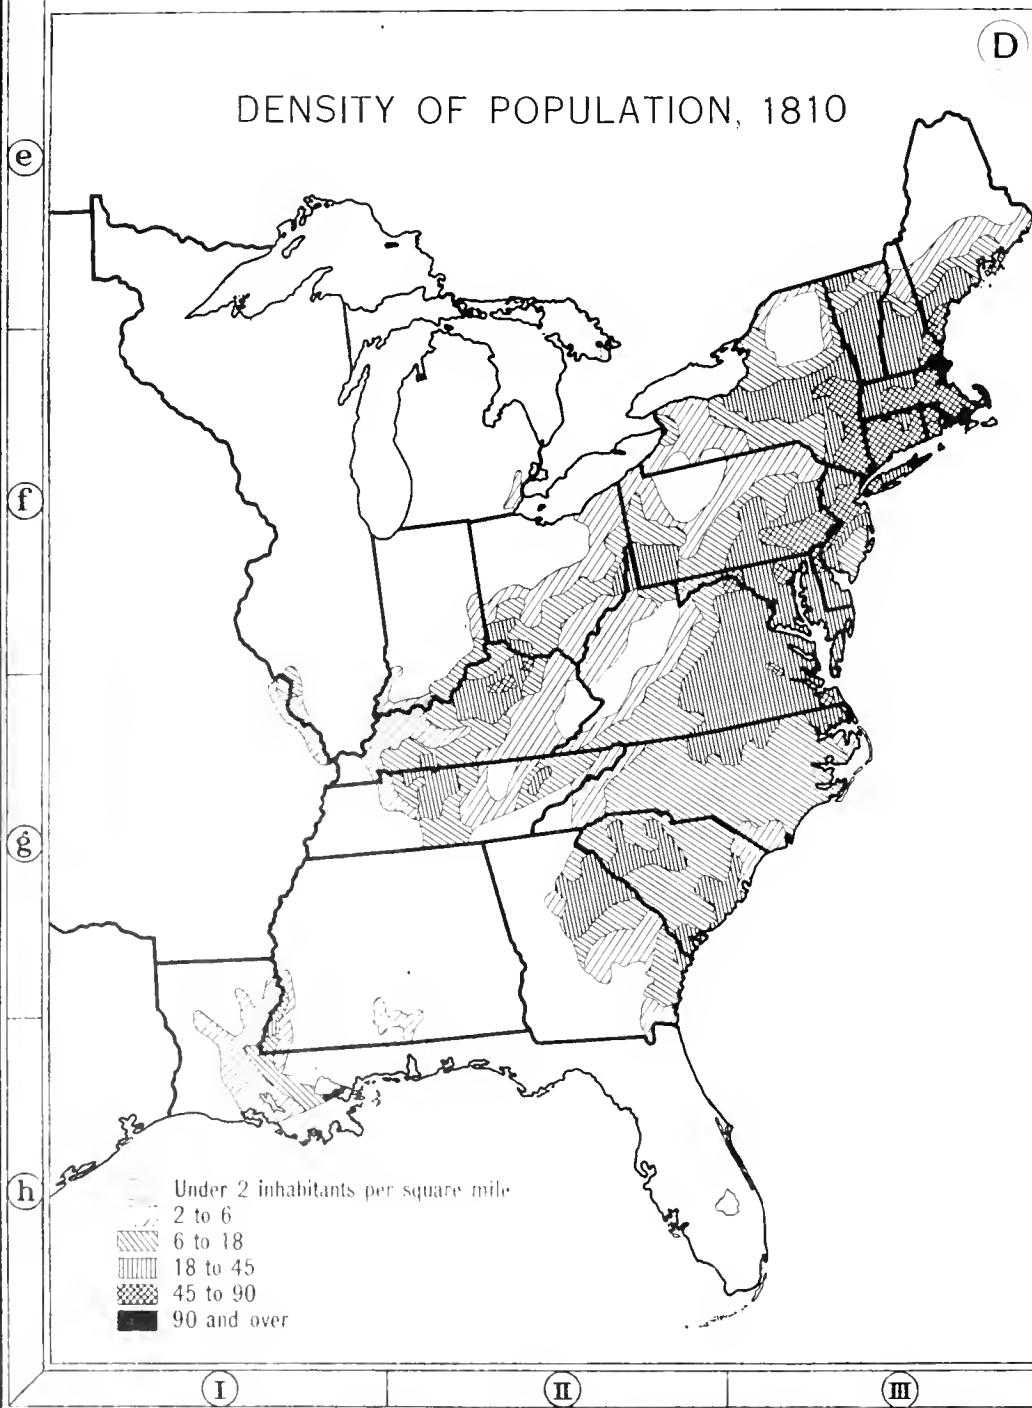 D
DENSITY OF POPULATION, 1810
e
f
g
h
Under 2 inhabitants per square mile
2 to 6
6 to 18
18 to 45
45 to 90
90 and over
I
II
III